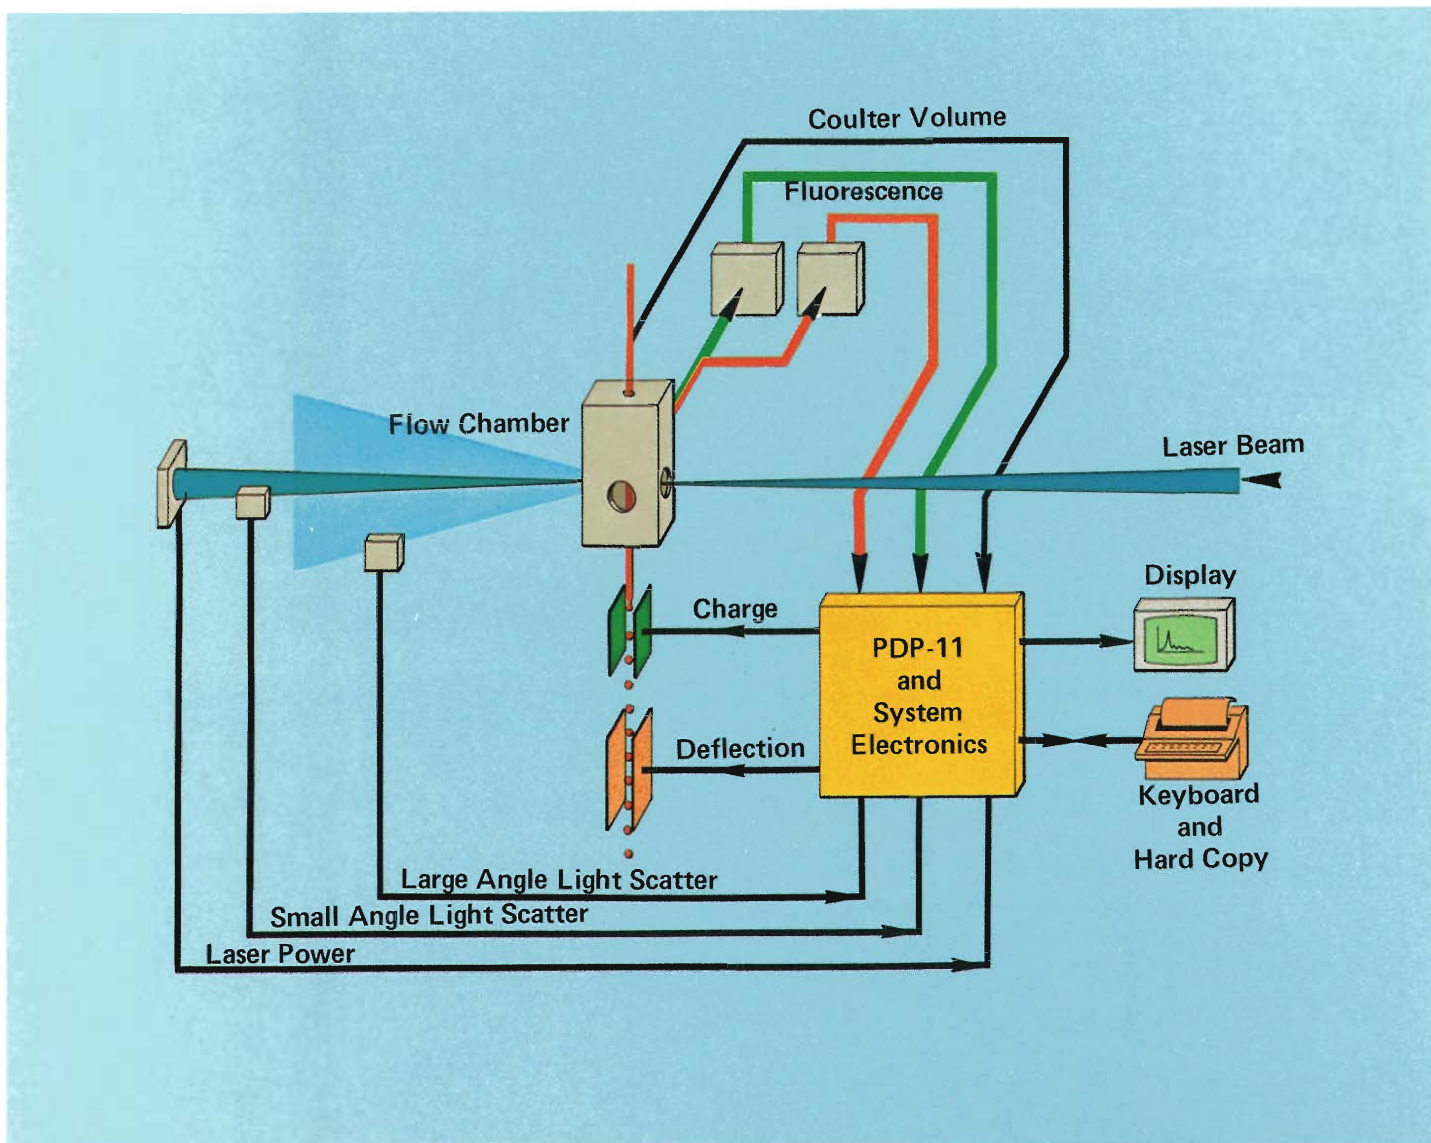 Coulter Volume
Fluorescence
Flow Chamber
Laser Beam
Display
Charge
PDP-11
and
System
Electronics
Deflection
Keyboard
and
Hard Copy
Large Angle Light Scatter
Small Angle Light Scatter
Laser Power